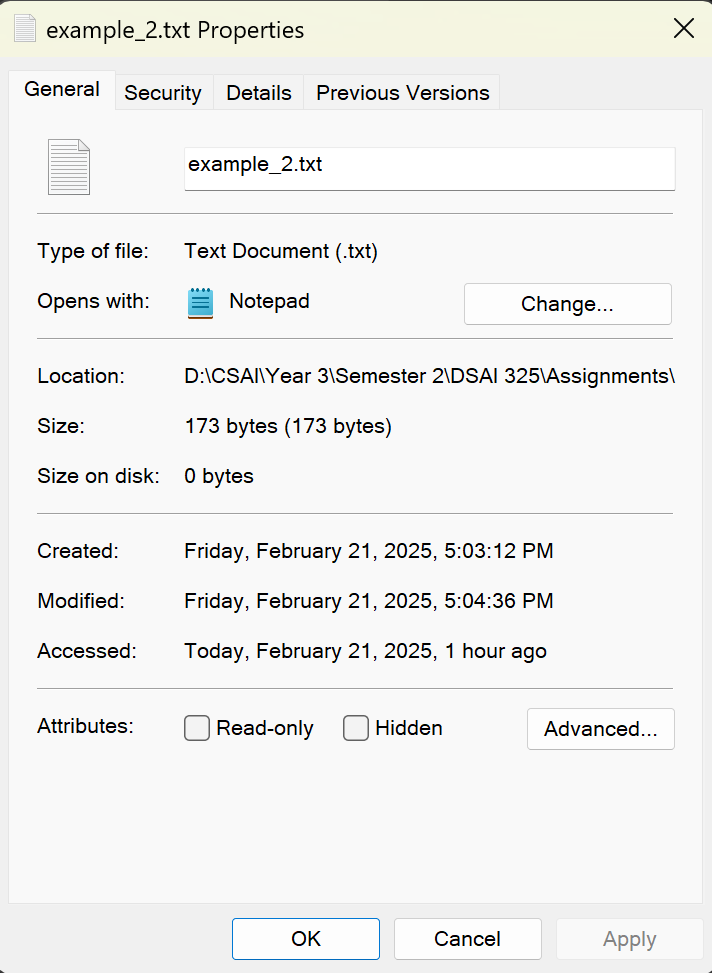 example_2.txt Properties
General Security Details Previous Versions
example_2.txt
Type of file: Text Document (.txt)
Opens with: Notepad Change...
Location: D:\CSAI\Year 3\Semester 2\DSAI 325\Assignments\
Size: 173 bytes (173 bytes)
Size on disk: 0 bytes
Created: Friday, February 21, 2025, 5:03:12 PM
Modified: Friday, February 21, 2025, 5:04:36 PM
Accessed: Today, February 21, 2025, 1 hour ago
Attributes: Read-only Hidden Advanced...
OK Cancel Apply